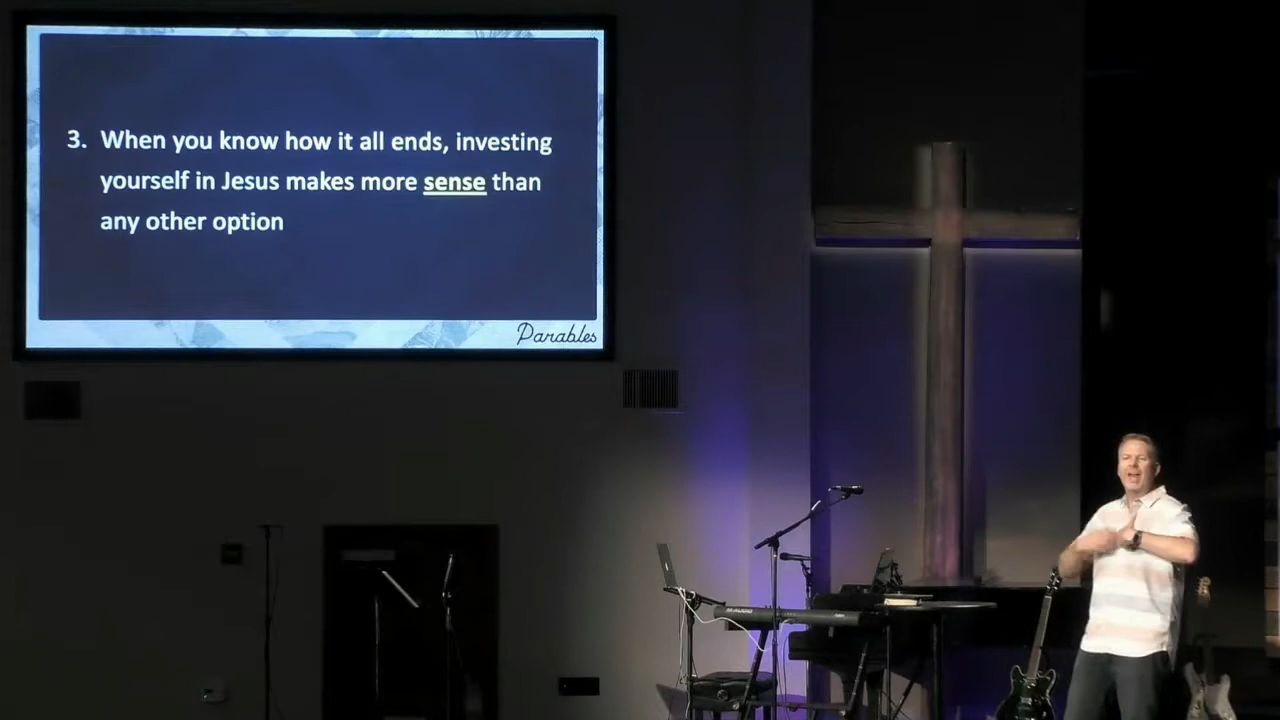 3. When you know how it all ends, investing
yourself in Jesus makes more sense than
any other option
Parables
M-AUDIO